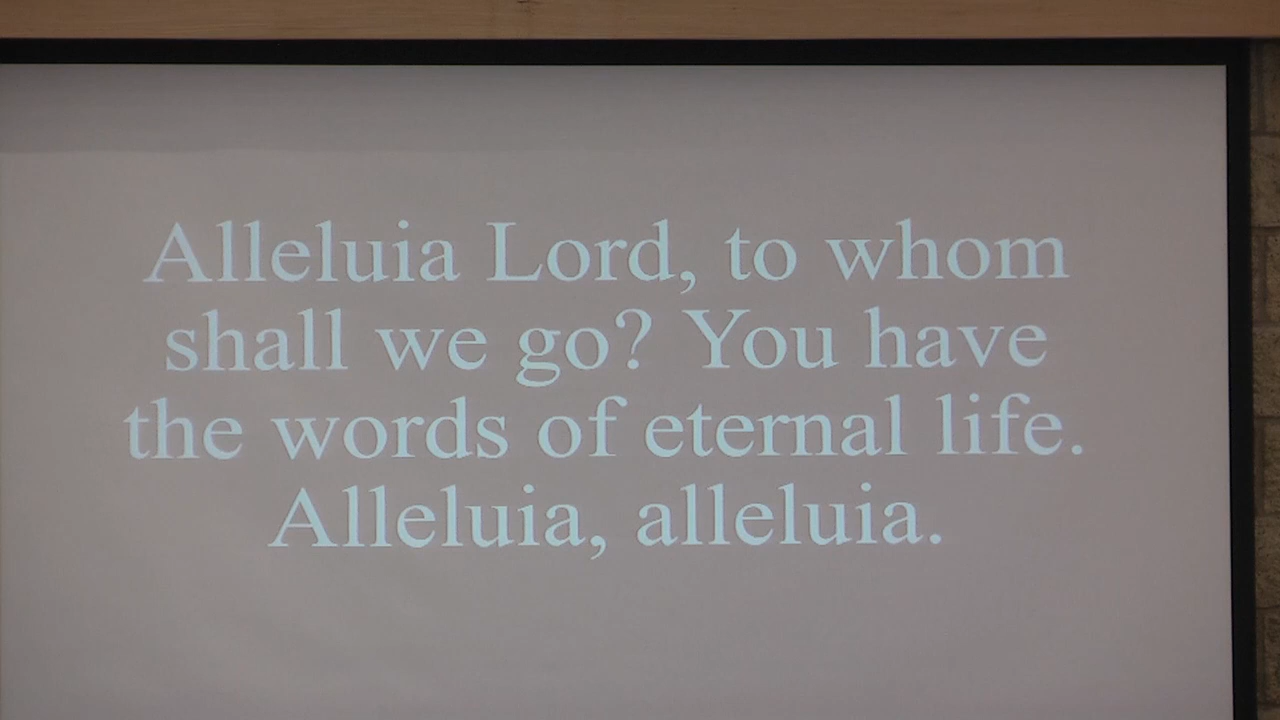 Alleluia Lord, to whom
shall we go? You have
the words of eternal life.
Alleluia, alleluia.